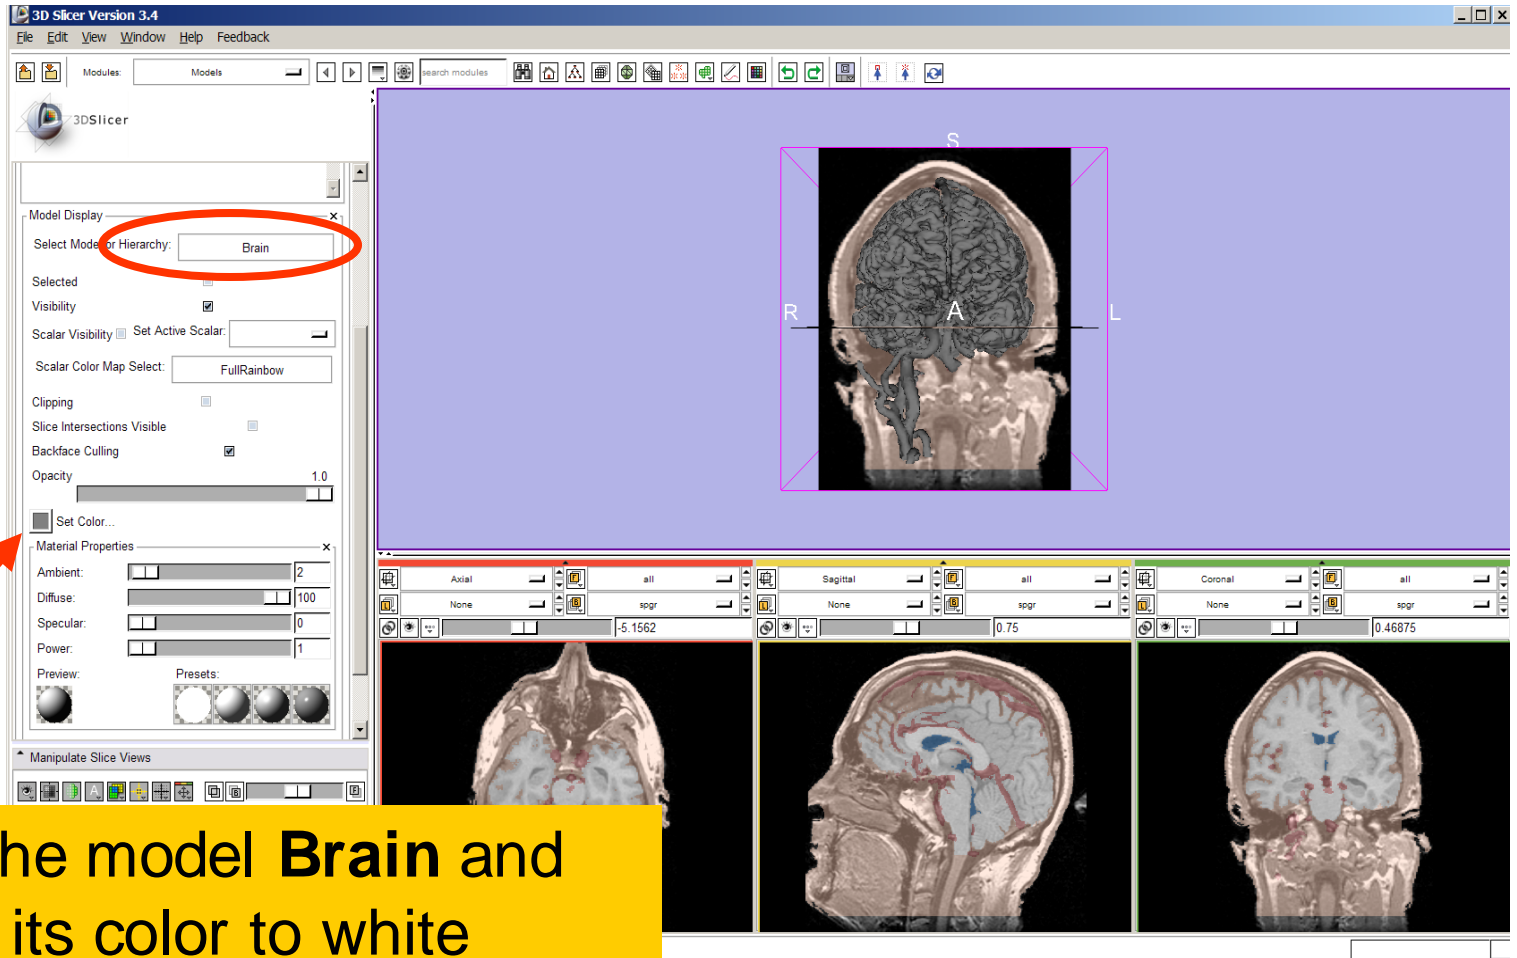 3D Slicer Version 3.4
File Edit View Window Help Feedback
Modules: Models search modules
3DSlicer
Model Display
Select Model or Hierarchy: Brain
Selected
Visibility
Scalar Visibility Set Active Scalar:
Scalar Color Map Select: FullRainbow
Clipping
Slice Intersections Visible
Backface Culling
Opacity 1.0
Set Color...
Material Properties
Ambient: 2
Diffuse: 100
Specular: 0
Power: 1
Preview: Presets:
Manipulate Slice Views
S
R A L
Axial all
None spgr
-5.1562
Sagittal all
None spgr
0.75
Coronal all
None spgr
0.46875
he model Brain and
its color to white